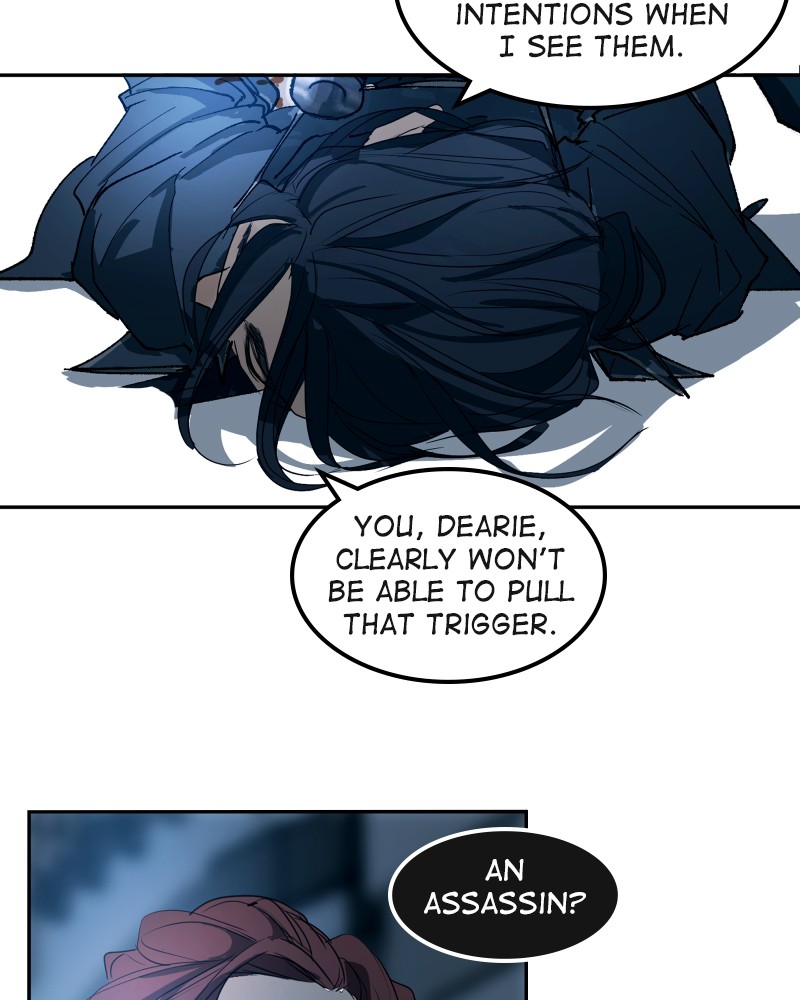 INTENTIONS WHEN
I SEE THEM.
YOU, DEARIE,
CLEARLY WON'T
BE ABLE TO PULL
THAT TRIGGER.
AN
ASSASSIN?